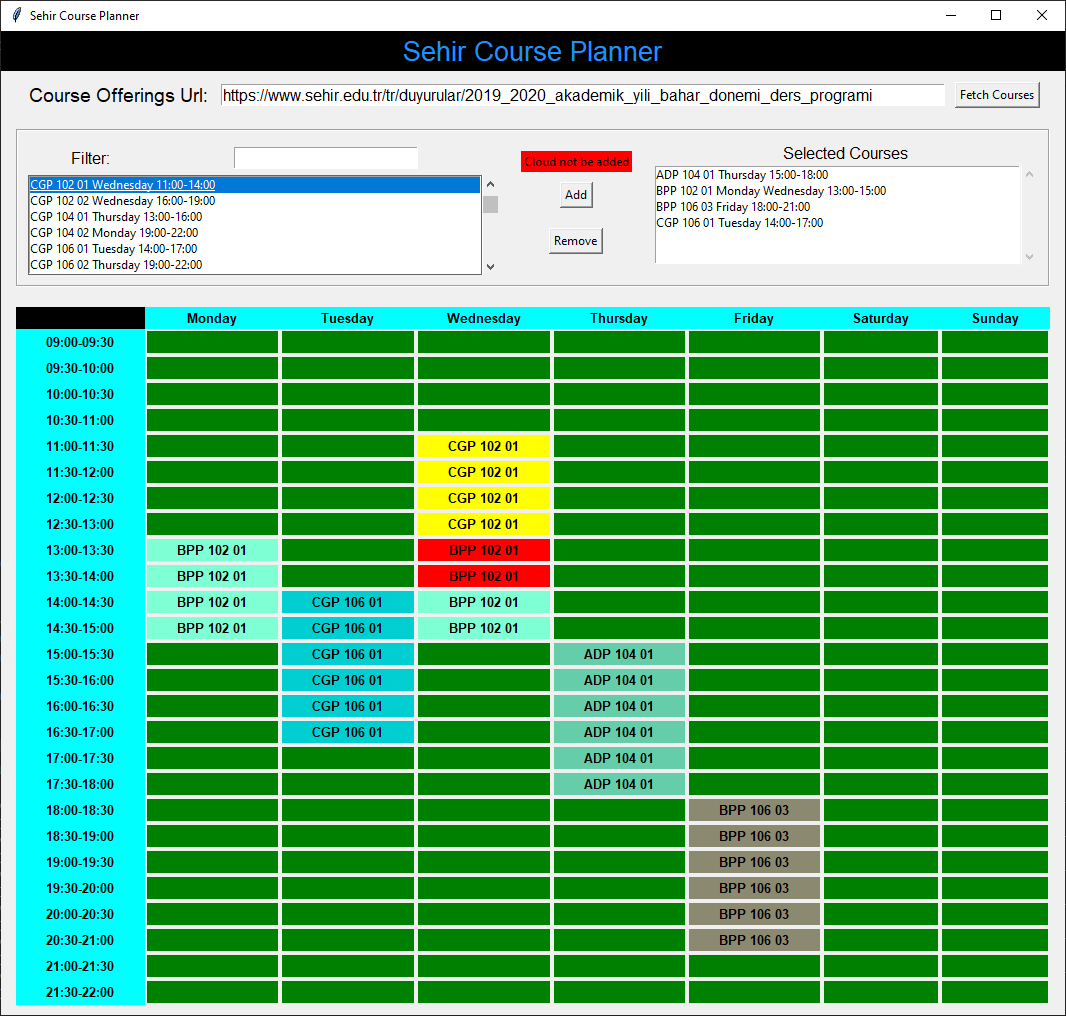 Sehir Course Planner
Sehir Course Planner
Course Offerings Url: https://www.sehir.edu.tr/tr/duyurular/2019_2020_akademik_yili_bahar_donemi_ders_programi Fetch Courses
Filter:
CGP 102 01 Wednesday 11:00-14:00
CGP 102 02 Wednesday 16:00-19:00
CGP 104 01 Thursday 13:00-16:00
CGP 104 02 Monday 19:00-22:00
CGP 106 01 Tuesday 14:00-17:00
CGP 106 02 Thursday 19:00-22:00
Cloud not be added
Add
Remove
Selected Courses
ADP 104 01 Thursday 15:00-18:00
BPP 102 01 Monday Wednesday 13:00-15:00
BPP 106 03 Friday 18:00-21:00
CGP 106 01 Tuesday 14:00-17:00
Monday Tuesday Wednesday Thursday Friday Saturday Sunday
09:00-09:30
09:30-10:00
10:00-10:30
10:30-11:00
11:00-11:30 CGP 102 01
11:30-12:00 CGP 102 01
12:00-12:30 CGP 102 01
12:30-13:00 CGP 102 01
13:00-13:30 BPP 102 01 BPP 102 01
13:30-14:00 BPP 102 01 BPP 102 01
14:00-14:30 BPP 102 01 CGP 106 01 BPP 102 01
14:30-15:00 BPP 102 01 CGP 106 01 BPP 102 01
15:00-15:30 CGP 106 01 ADP 104 01
15:30-16:00 CGP 106 01 ADP 104 01
16:00-16:30 CGP 106 01 ADP 104 01
16:30-17:00 CGP 106 01 ADP 104 01
17:00-17:30 ADP 104 01
17:30-18:00 ADP 104 01
18:00-18:30 BPP 106 03
18:30-19:00 BPP 106 03
19:00-19:30 BPP 106 03
19:30-20:00 BPP 106 03
20:00-20:30 BPP 106 03
20:30-21:00 BPP 106 03
21:00-21:30
21:30-22:00